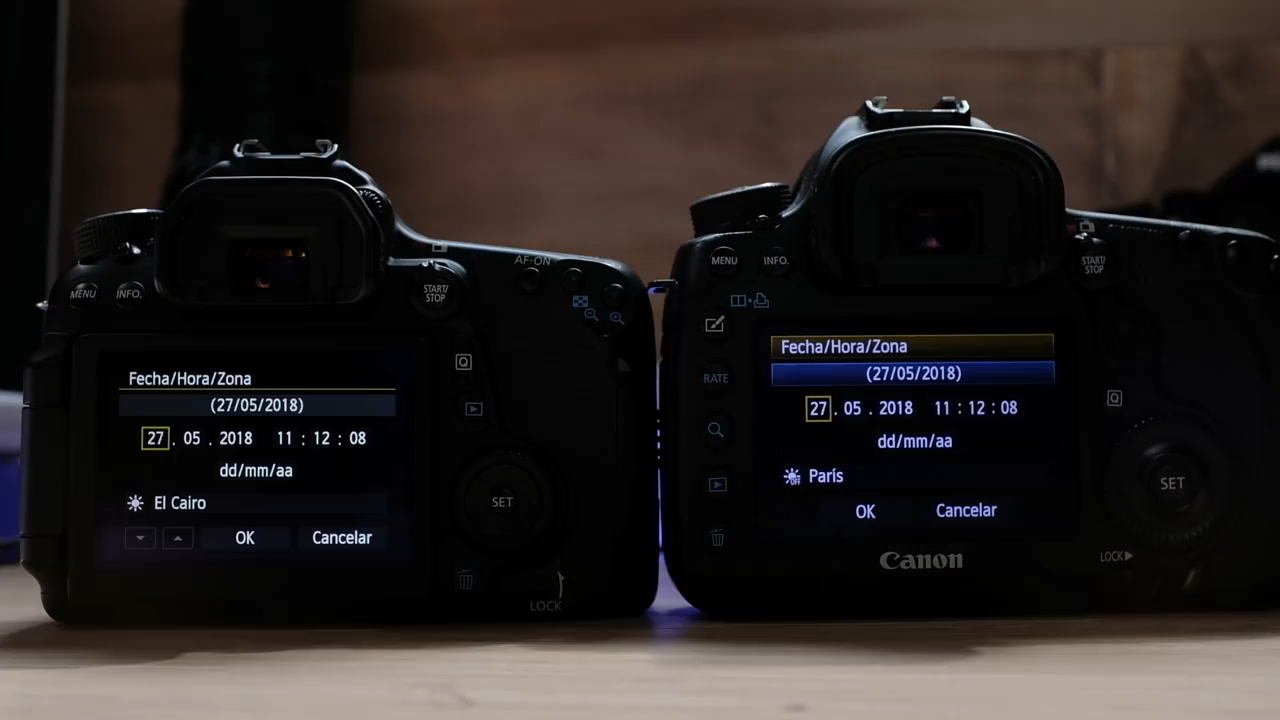 MENU
INFO.
START/
STOP
AF-ON
Q
Fecha/Hora/Zona
(27/05/2018)
27 . 05 . 2018 11 : 12 : 08
dd/mm/aa
El Cairo
OK
Cancelar
SET
LOCK
MENU
INFO.
START/
STOP
RATE
Q
Fecha/Hora/Zona
(27/05/2018)
27 . 05 . 2018 11 : 12 : 08
dd/mm/aa
OFF
París
OK
Cancelar
SET
Canon
LOCK